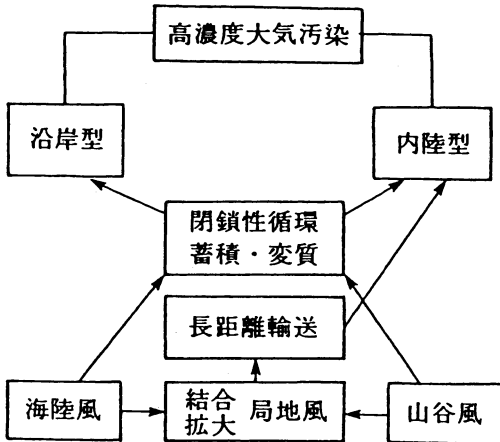 高濃度大気汚染
沿岸型
内陸型
閉鎖性循環
蓄積・変質
長距離輸送
海陸風
結合
拡大
局地風
山谷風